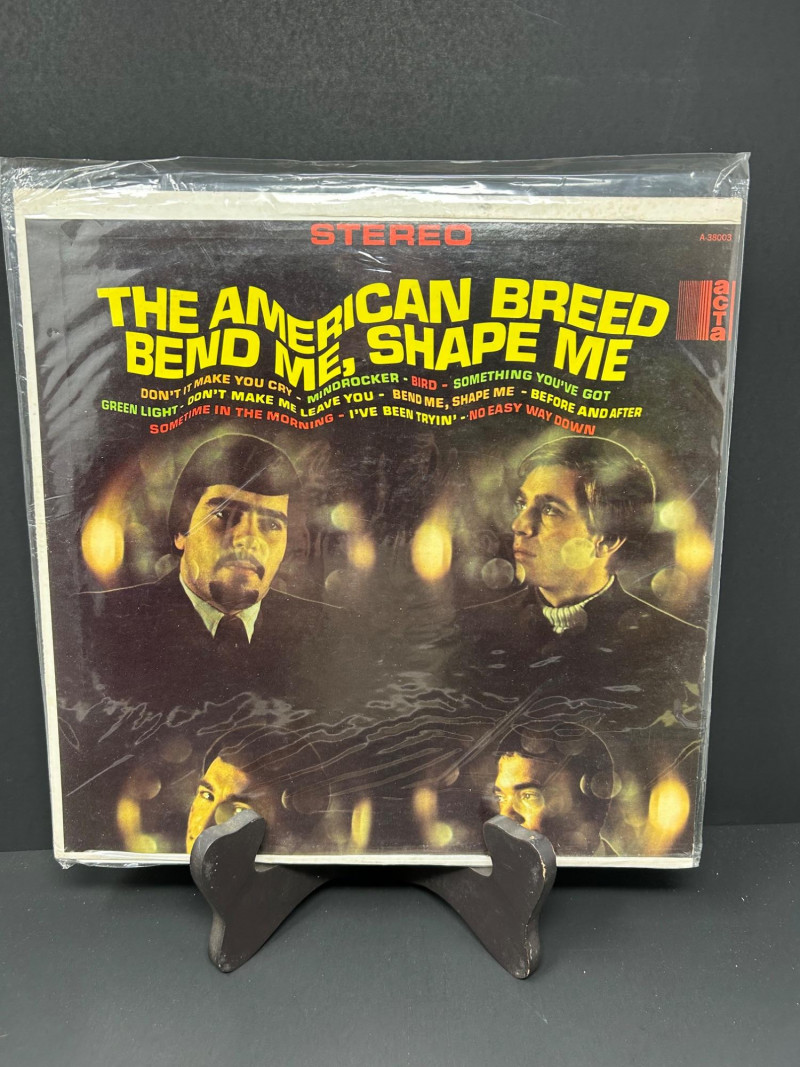 STEREO
A-38003
THE AMERICAN BREED
BEND ME, SHAPE ME
acta
DON'T IT MAKE YOU CRY - MINDROCKER - BIRD - SOMETHING YOU'VE GOT
GREEN LIGHT - DON'T MAKE ME LEAVE YOU - BEND ME, SHAPE ME - BEFORE AND AFTER
SOMETIME IN THE MORNING - I'VE BEEN TRYIN' - NO EASY WAY DOWN